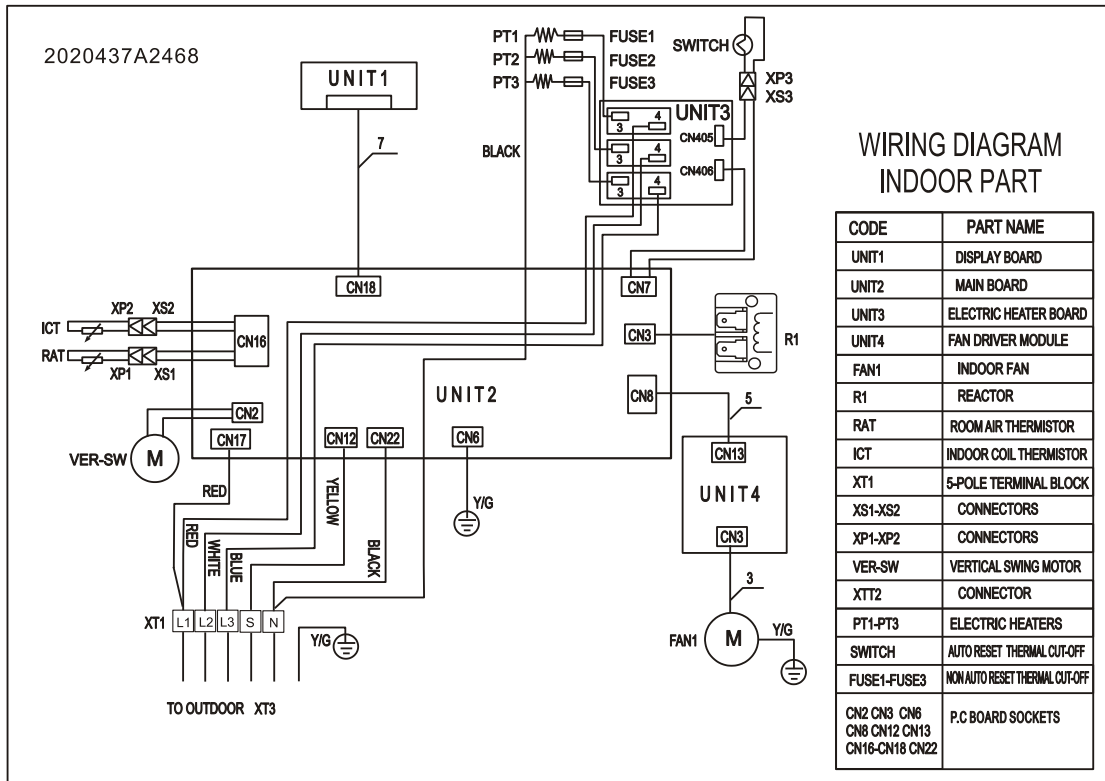 2020437A2468
UNIT1
7
PT1 FUSE1
PT2 FUSE2
PT3 FUSE3
BLACK
SWITCH
XP3
XS3
UNIT3
3 4
3 4
3 4
CN405
CN406
CN18
CN7
XP2 XS2
ICT
RAT
XP1 XS1
CN16
CN3
R1
UNIT2
CN8
5
CN2
CN17
CN12
CN22
CN6
VER-SW
M
RED
YELLOW
BLACK
Y/G
CN13
UNIT4
CN3
3
RED
WHITE
BLUE
XT1 L1 L2 L3 S N
Y/G
TO OUTDOOR XT3
FAN1
M
Y/G
WIRING DIAGRAM
INDOOR PART
CODE PART NAME
UNIT1 DISPLAY BOARD
UNIT2 MAIN BOARD
UNIT3 ELECTRIC HEATER BOARD
UNIT4 FAN DRIVER MODULE
FAN1 INDOOR FAN
R1 REACTOR
RAT ROOM AIR THERMISTOR
ICT INDOOR COIL THERMISTOR
XT1 5-POLE TERMINAL BLOCK
XS1-XS2 CONNECTORS
XP1-XP2 CONNECTORS
VER-SW VERTICAL SWING MOTOR
XTT2 CONNECTOR
PT1-PT3 ELECTRIC HEATERS
SWITCH AUTO RESET THERMAL CUT-OFF
FUSE1-FUSE3 NON AUTO RESET THERMAL CUT-OFF
CN2 CN3 CN6 P.C BOARD SOCKETS
CN8 CN12 CN13
CN16-CN18 CN22